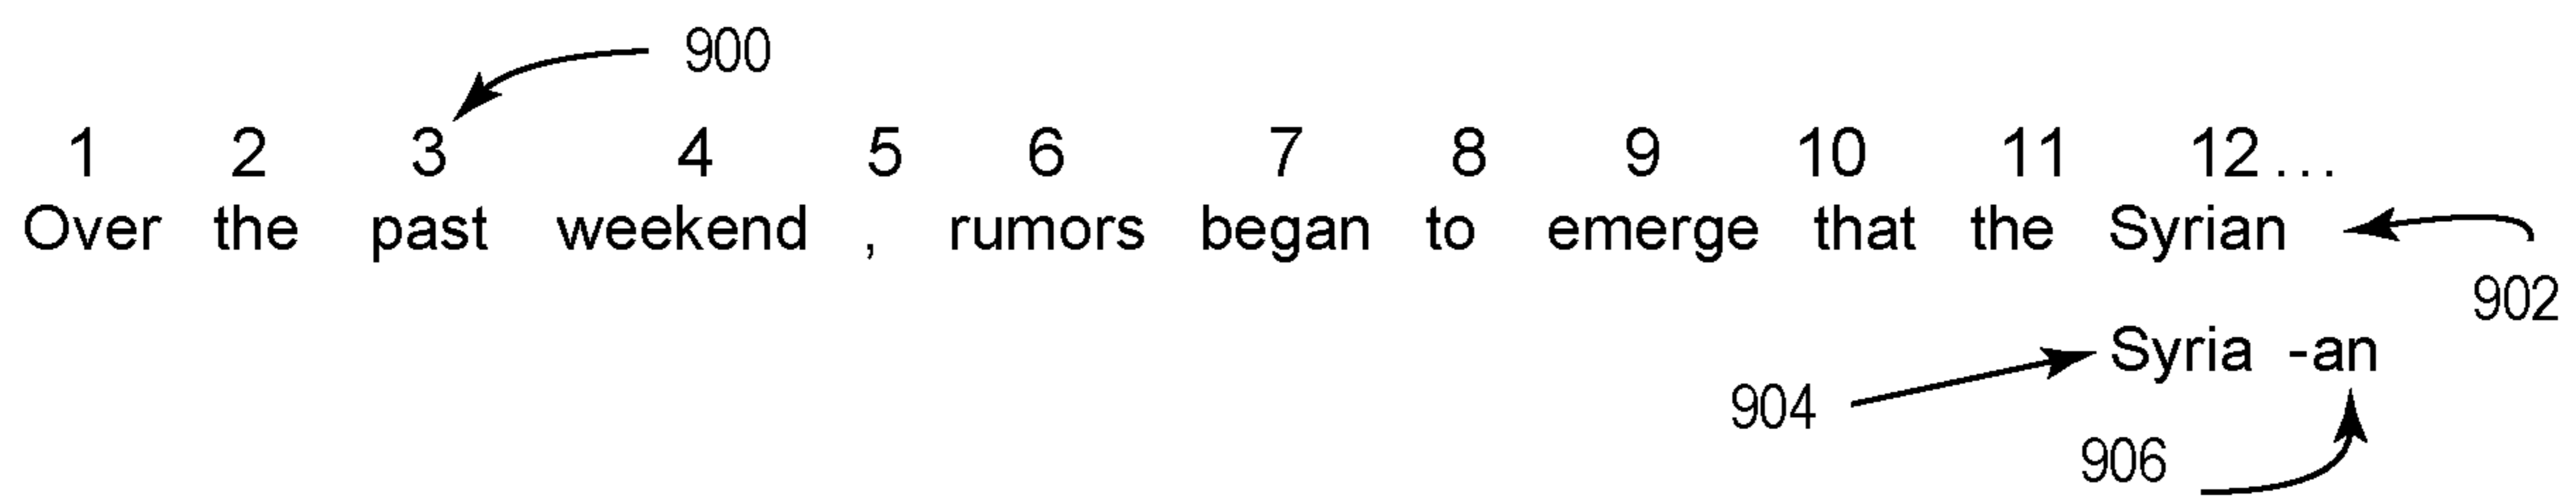 900
1 2 3 4 5 6 7 8 9 10 11 12...
Over the past weekend , rumors began to emerge that the Syrian
902
Syria -an
904
906